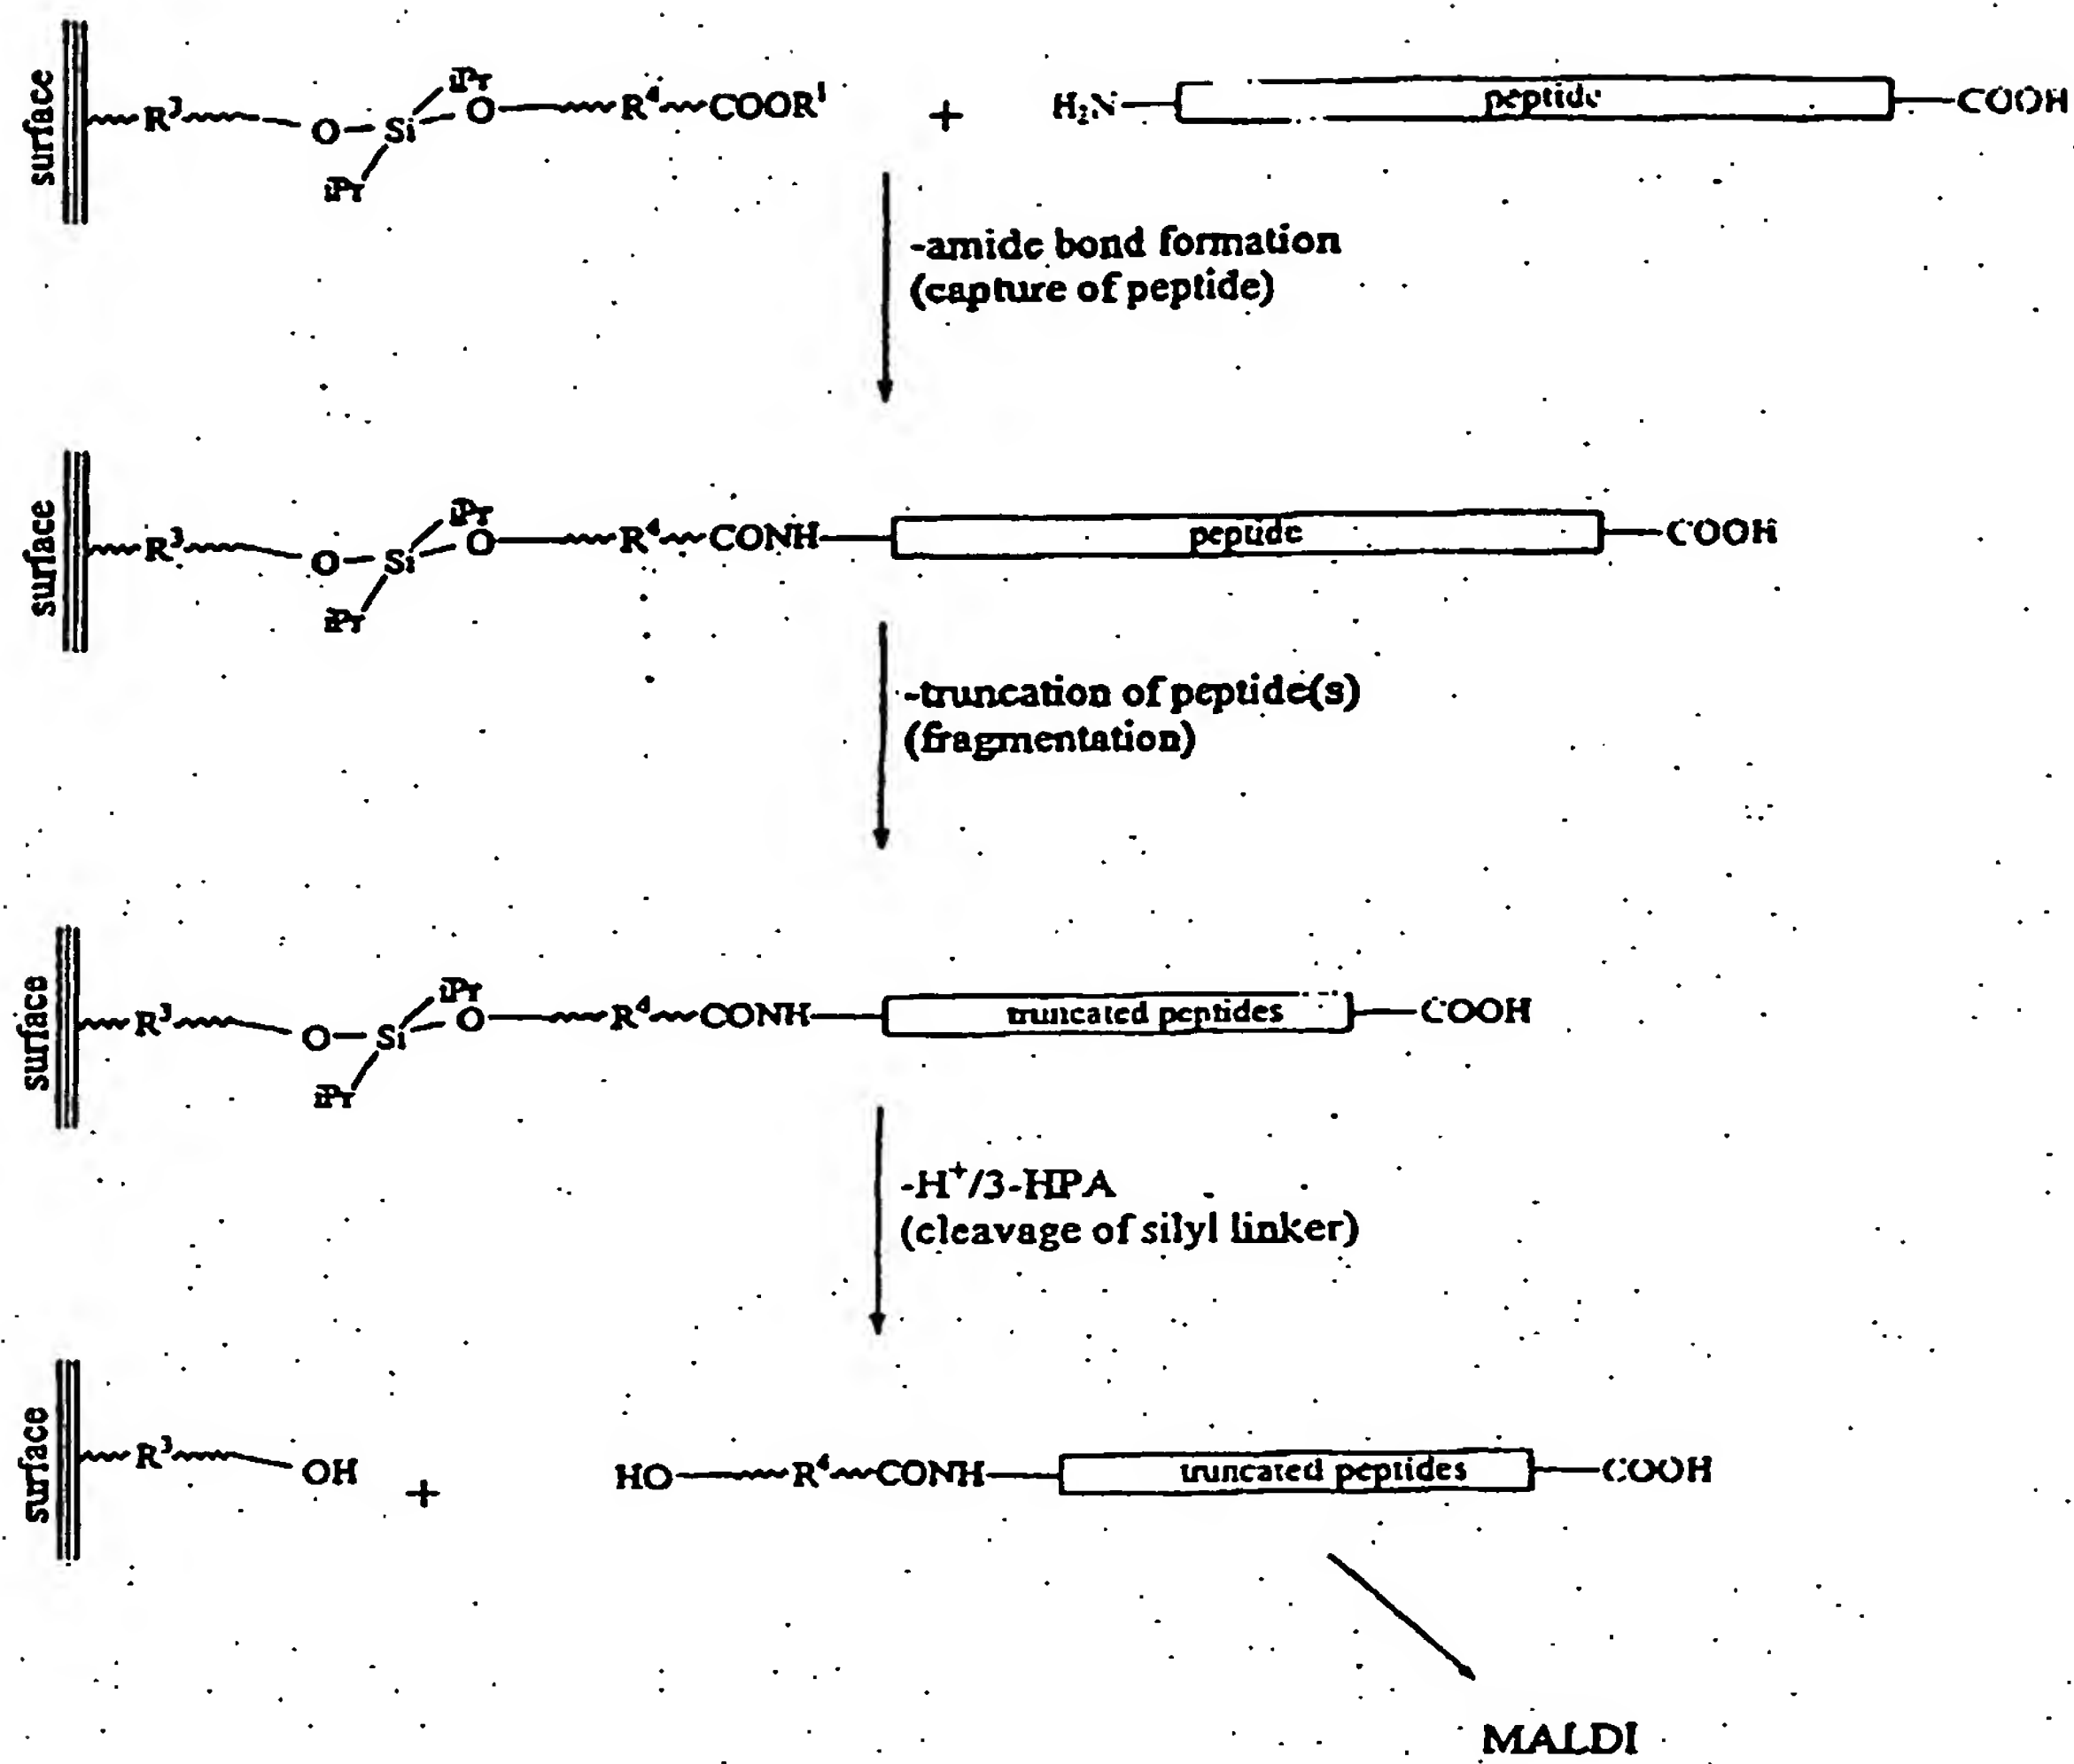 surface
R³
O
Si
iPr
O
iPr
R⁴
COOR¹
+
H₂N
peptide
COOH
-amide bond formation
(capture of peptide)
surface
R³
O
Si
iPr
O
iPr
R⁴
CONH
peptide
COOH
-truncation of peptide(s)
(fragmentation)
surface
R³
O
Si
iPr
O
iPr
R⁴
CONH
truncated peptides
COOH
-H⁺/3-HPA
(cleavage of silyl linker)
surface
R³
OH
+
HO
R⁴
CONH
truncated peptides
COOH
MALDI